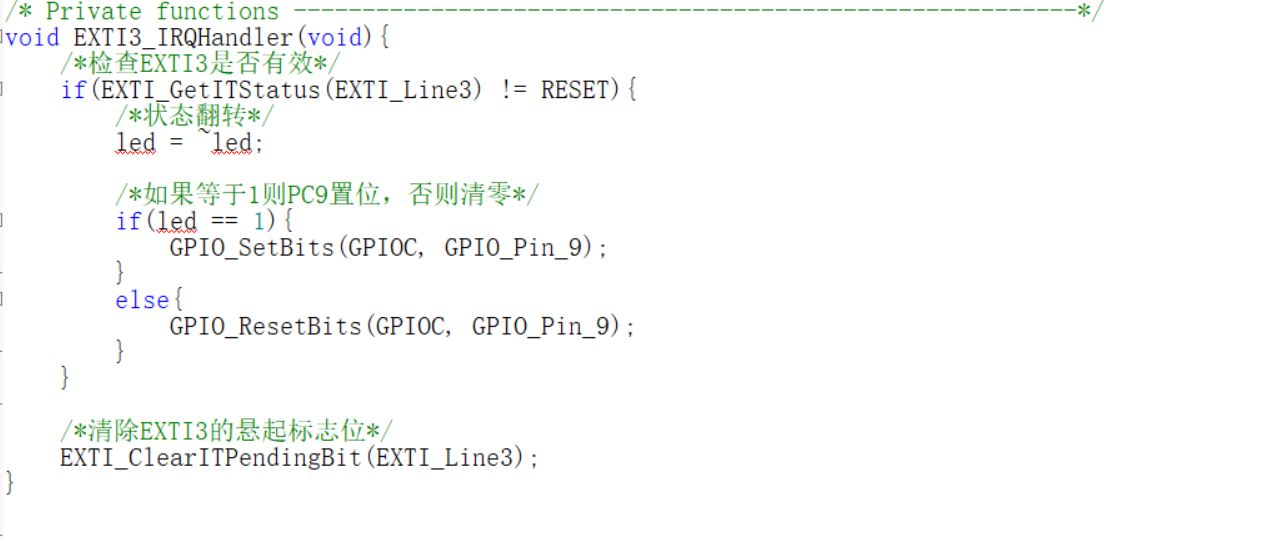 /* Private functions ---------------------------------------------------------*/
void EXTI3_IRQHandler(void){
/*检查EXTI3是否有效*/
if(EXTI_GetITStatus(EXTI_Line3) != RESET){
/*状态翻转*/
led = ~led;
/*如果等于1则PC9置位，否则清零*/
if(led == 1){
GPIO_SetBits(GPIOC, GPIO_Pin_9);
}
else{
GPIO_ResetBits(GPIOC, GPIO_Pin_9);
}
}
/*清除EXTI3的悬起标志位*/
EXTI_ClearITPendingBit(EXTI_Line3);
}